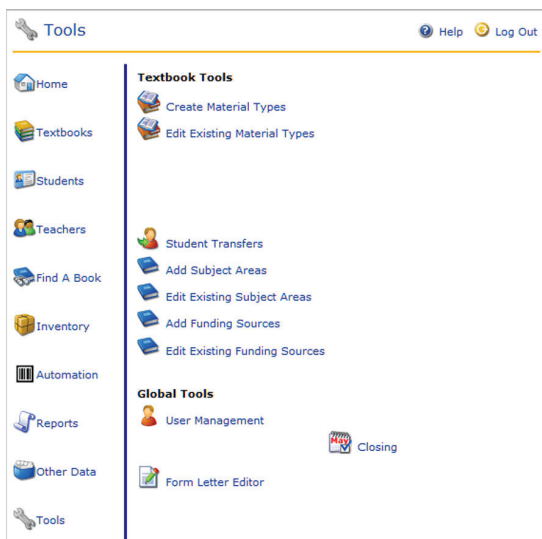 Tools
Help Log Out
Home
Textbooks
Students
Teachers
Find A Book
Inventory
Automation
Reports
Other Data
Tools
Textbook Tools
Create Material Types
Edit Existing Material Types
Student Transfers
Add Subject Areas
Edit Existing Subject Areas
Add Funding Sources
Edit Existing Funding Sources
Global Tools
User Management
May
Closing
Form Letter Editor